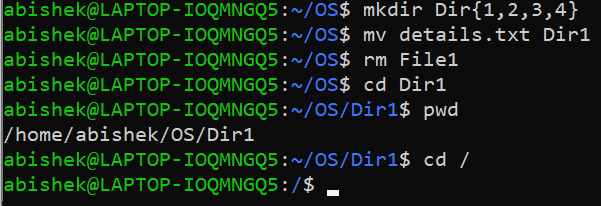 abishek@LAPTOP-IOQMNGQ5:~/OS$ mkdir Dir{1,2,3,4}
abishek@LAPTOP-IOQMNGQ5:~/OS$ mv details.txt Dir1
abishek@LAPTOP-IOQMNGQ5:~/OS$ rm File1
abishek@LAPTOP-IOQMNGQ5:~/OS$ cd Dir1
abishek@LAPTOP-IOQMNGQ5:~/OS/Dir1$ pwd
/home/abishek/OS/Dir1
abishek@LAPTOP-IOQMNGQ5:~/OS/Dir1$ cd /
abishek@LAPTOP-IOQMNGQ5:/$